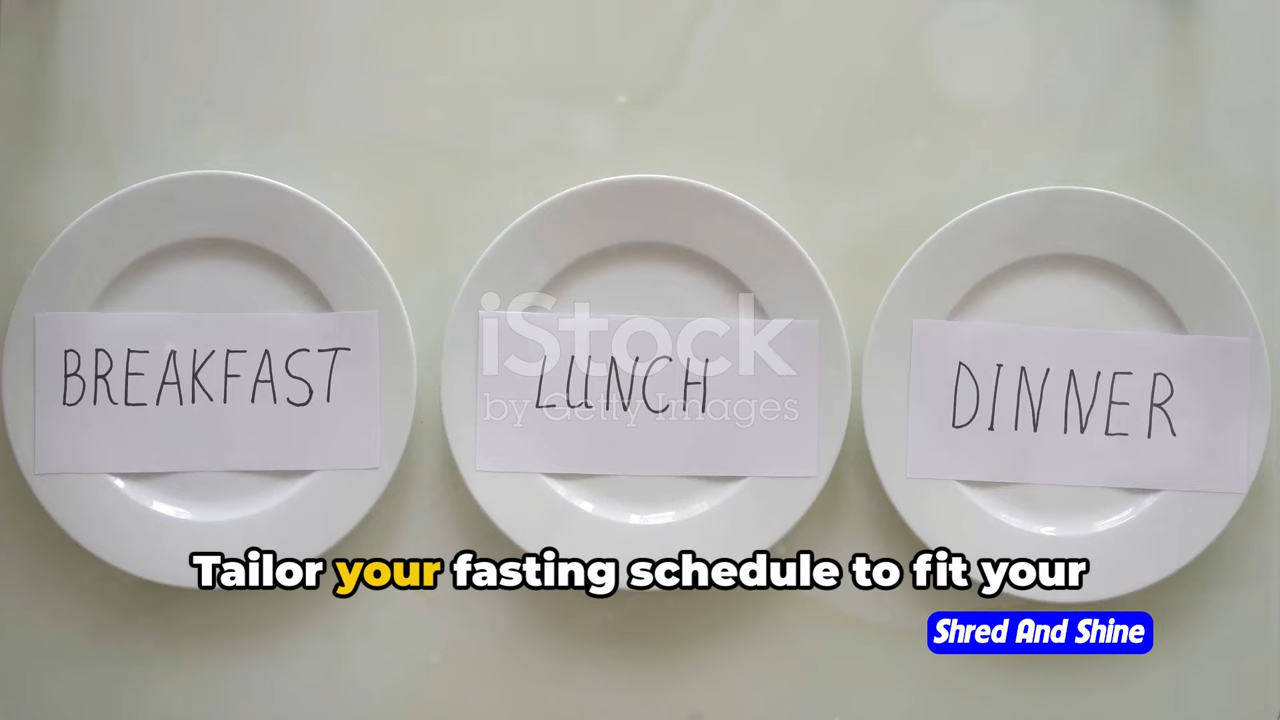 BREAKFAST
LUNCH
DINNER
iStock
by Getty Images
Tailor your fasting schedule to fit your
Shred And Shine